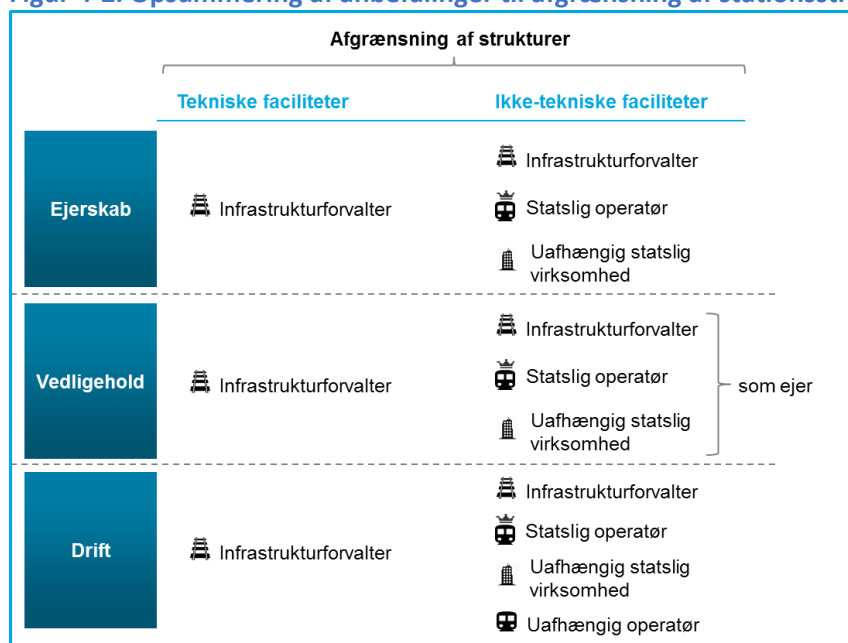 Afgrænsning af strukturer
Tekniske faciliteter
Ikke-tekniske faciliteter
Ejerskab
Infrastrukturforvalter
Infrastrukturforvalter
Statslig operatør
Uafhængig statslig
virksomhed
Vedligehold
Infrastrukturforvalter
Infrastrukturforvalter
Statslig operatør
Uafhængig statslig
virksomhed
som ejer
Drift
Infrastrukturforvalter
Infrastrukturforvalter
Statslig operatør
Uafhængig statslig
virksomhed
Uafhængig operatør